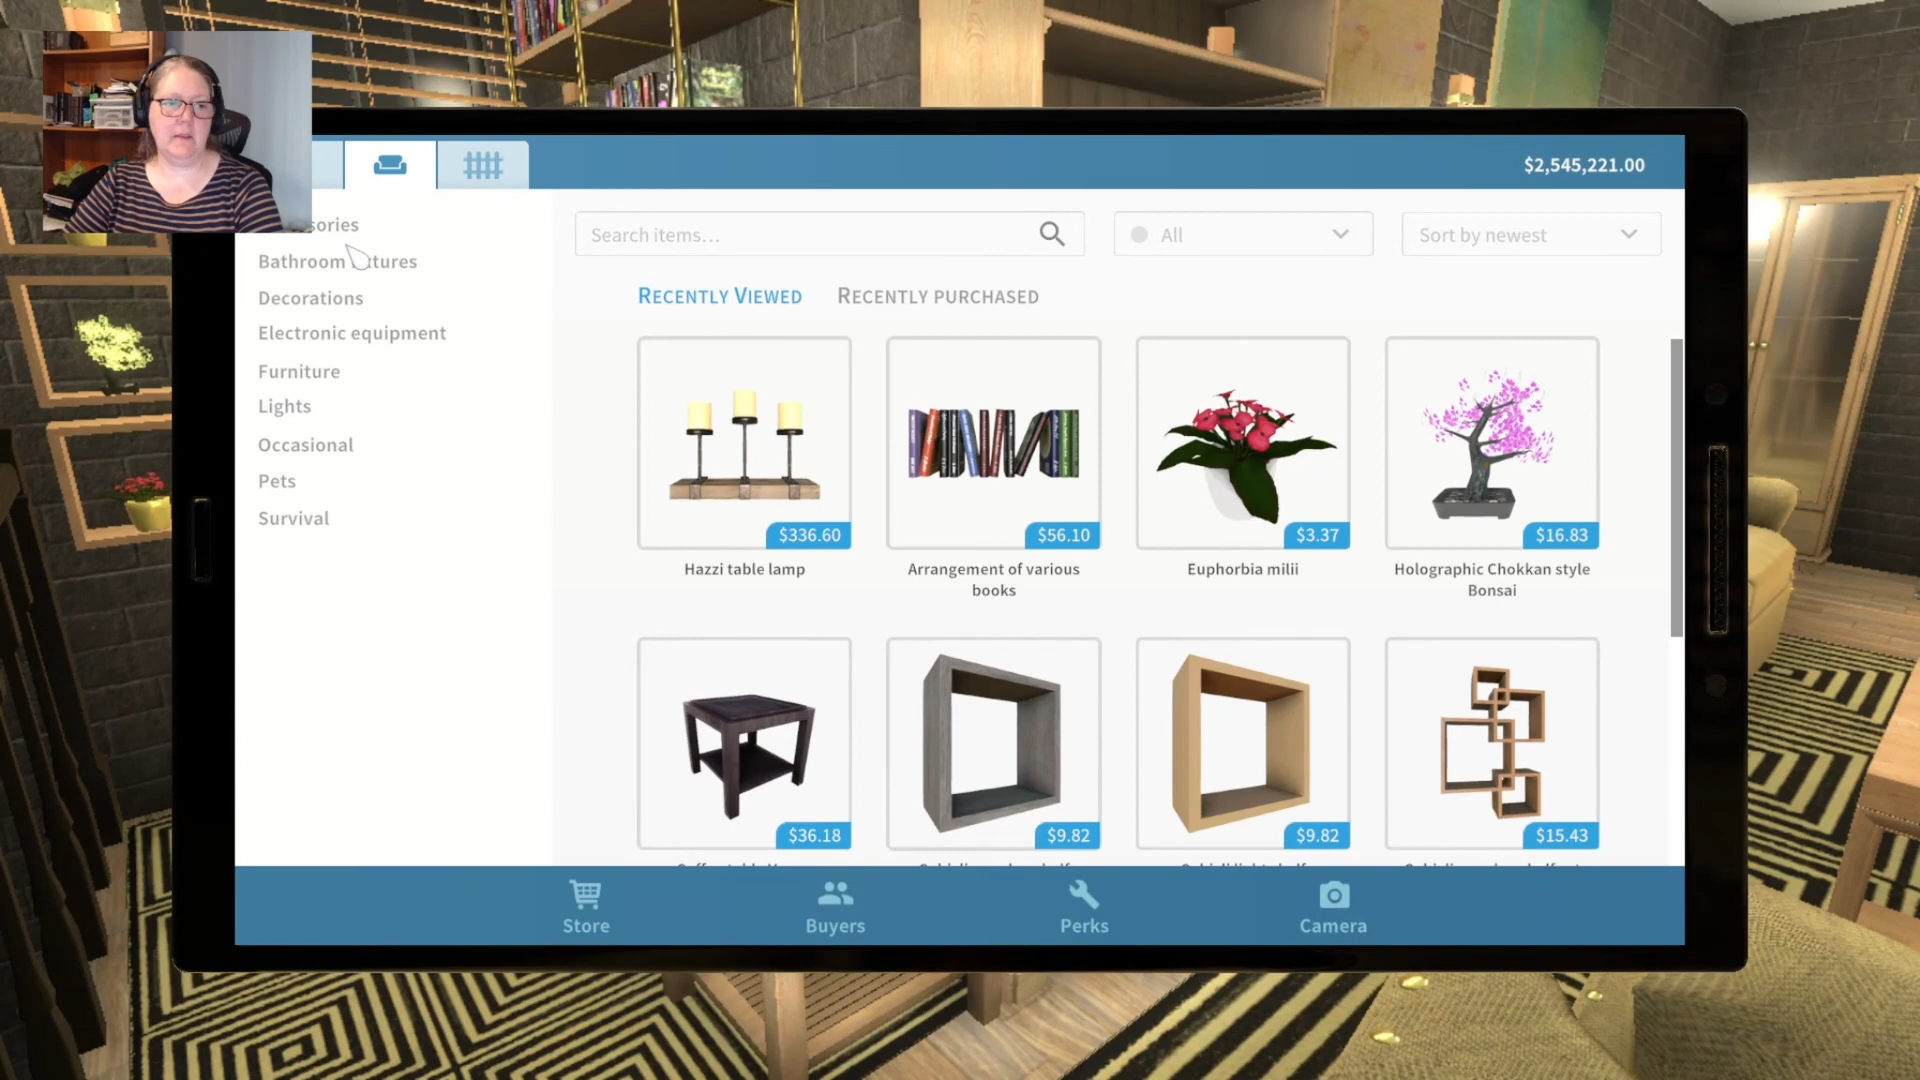 $2,545,221.00
Bathroom
Decorations
Electronic equipment
Furniture
Lights
Occasional
Pets
Survival
Search items...
All
Sort by newest
RECENTLY VIEWED
RECENTLY PURCHASED
$336.60
$56.10
$3.37
$16.83
Hazzi table lamp
Arrangement of various
books
Euphorbia milii
Holographic Chokkan style
Bonsai
$36.18
$9.82
$9.82
$15.43
Store
Buyers
Perks
Camera